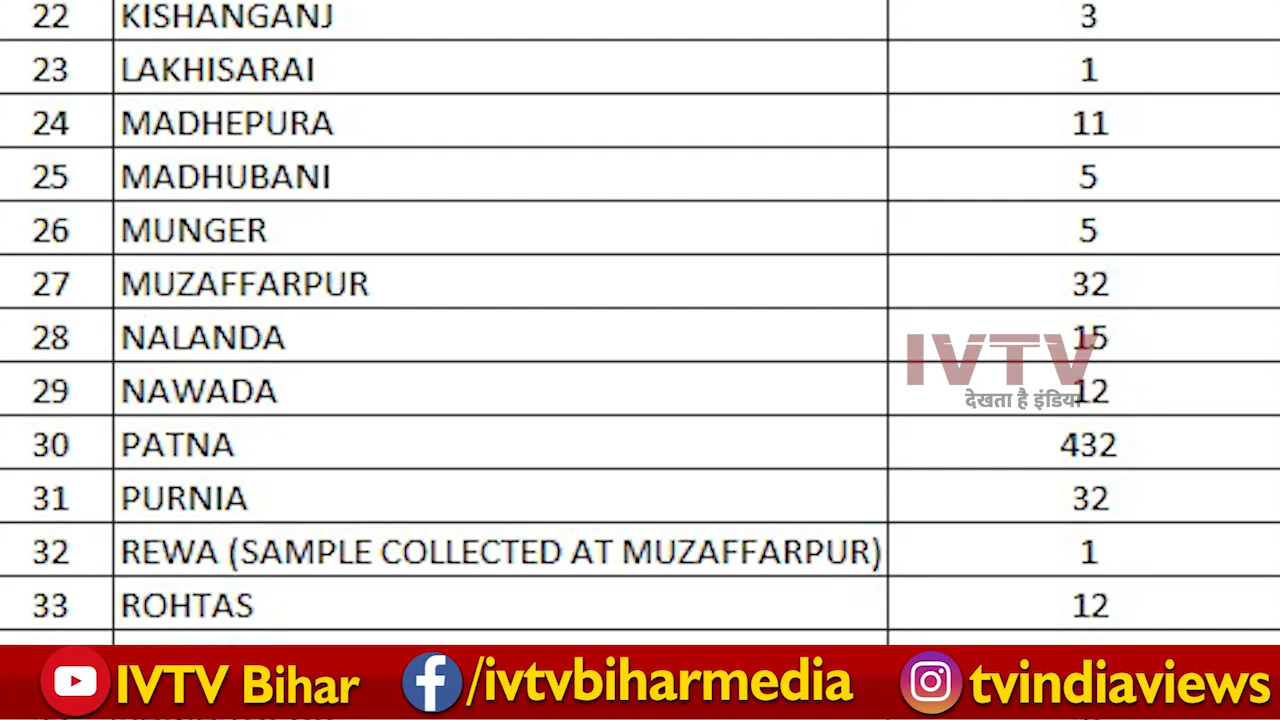 22 KISHANGANJ 3
23 LAKHISARAI 1
24 MADHEPURA 11
25 MADHUBANI 5
26 MUNGER 5
27 MUZAFFARPUR 32
28 NALANDA 15
IVTV
29 NAWADA 12
देखता है इंडिया
30 PATNA 432
31 PURNIA 32
32 REWA (SAMPLE COLLECTED AT MUZAFFARPUR) 1
33 ROHTAS 12
IVTV Bihar /ivtvbiharmedia tvindiaviews